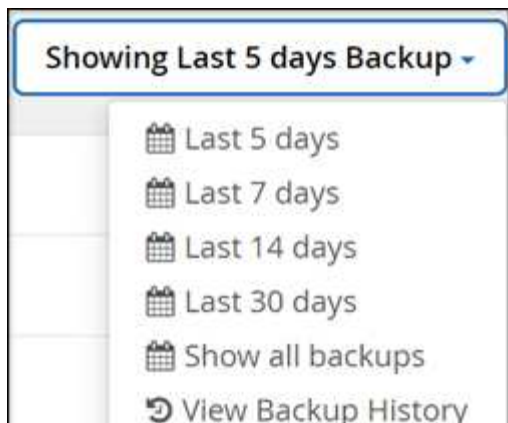 Showing Last 5 days Backup
Last 5 days
Last 7 days
Last 14 days
Last 30 days
Show all backups
View Backup History